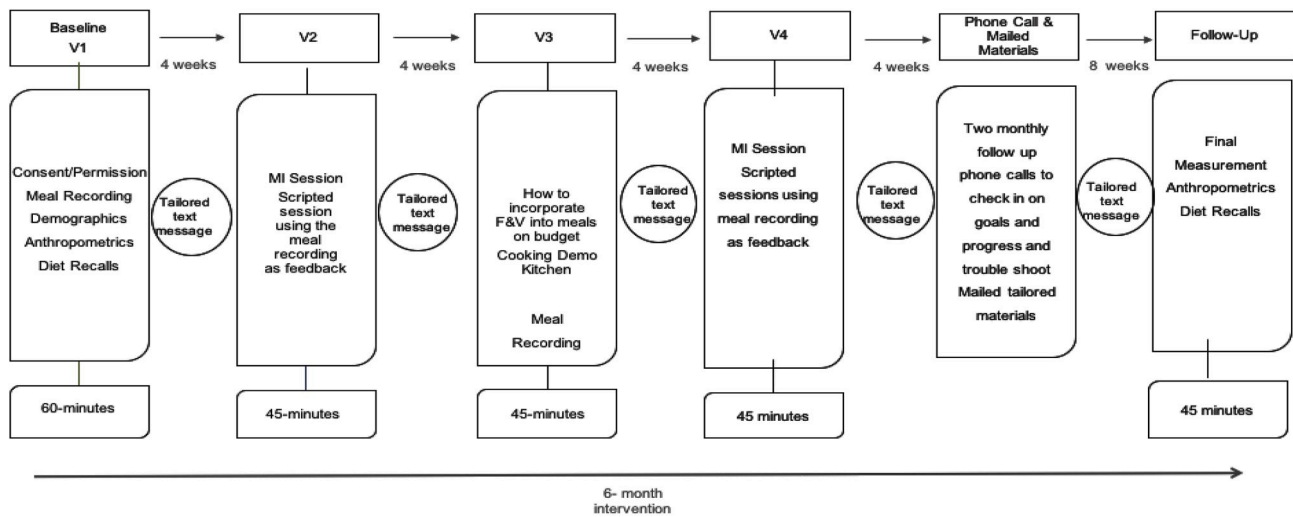 Baseline
V1
4 weeks
V2
4 weeks
V3
4 weeks
V4
4 weeks
Phone Call &
Mailed
Materials
8 weeks
Follow-Up
Consent/Permission
Meal Recording
Demographics
Anthropometrics
Diet Recalls
Tailored
text
message
MI Session
Scripted
session
using the
meal
recording
as feedback
Tailored
text
message
How to
incorporate
F&V into meals
on budget
Cooking Demo
Kitchen
Meal
Recording
Tailored
text
message
MI Session
Scripted
sessions using
meal recording
as feedback
Tailored
text
message
Two monthly
follow up
phone calls to
check in on
goals and
progress and
trouble shoot
Mailed tailored
materials
Tailored
text
message
Final
Measurement
Anthropometrics
Diet Recalls
60-minutes
45-minutes
45-minutes
45 minutes
45 minutes
6- month
intervention